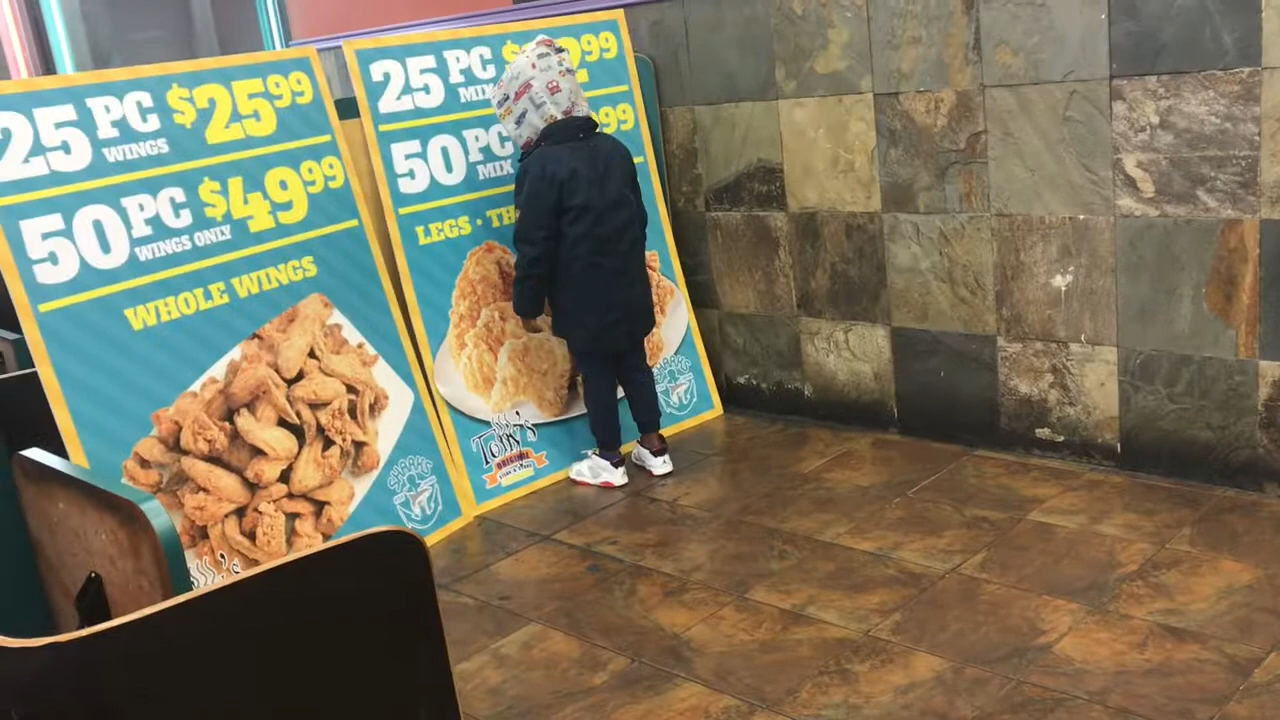 25 PC $25.99
WINGS
50 PC $49.99
WINGS ONLY
WHOLE WINGS
SHARKS
25 PC
MIX
50 PC
MIX
LEGS
Tony's
ORIGINAL
SHARKS